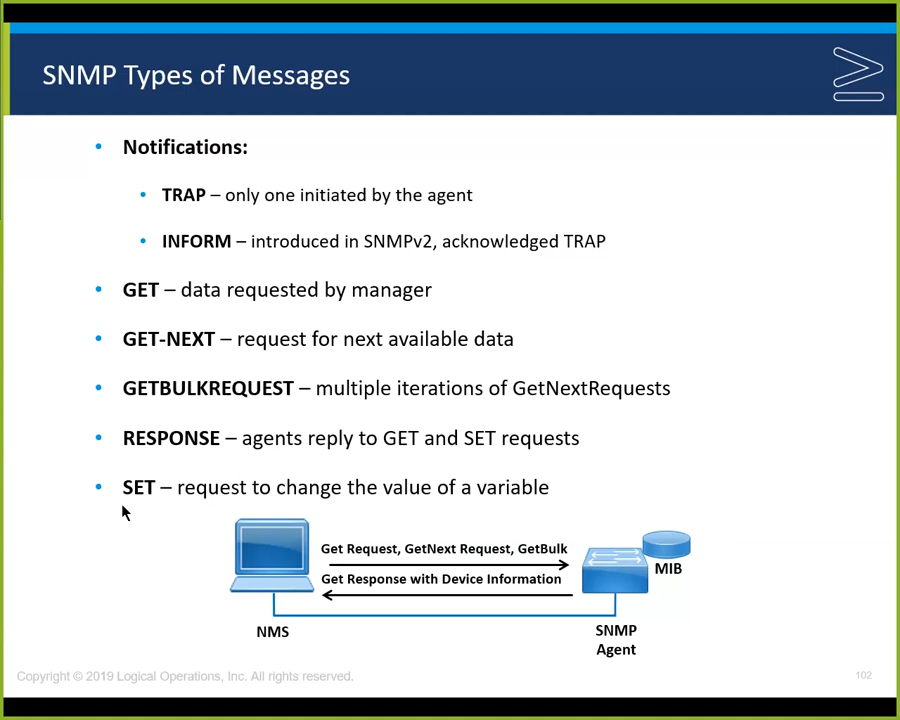 SNMP Types of Messages
• Notifications:
• TRAP – only one initiated by the agent
• INFORM – introduced in SNMPv2, acknowledged TRAP
• GET – data requested by manager
• GET-NEXT – request for next available data
• GETBULKREQUEST – multiple iterations of GetNextRequests
• RESPONSE – agents reply to GET and SET requests
• SET – request to change the value of a variable
Get Request, GetNext Request, GetBulk
Get Response with Device Information
MIB
NMS
SNMP
Agent
Copyright © 2019 Logical Operations, Inc. All rights reserved.
102